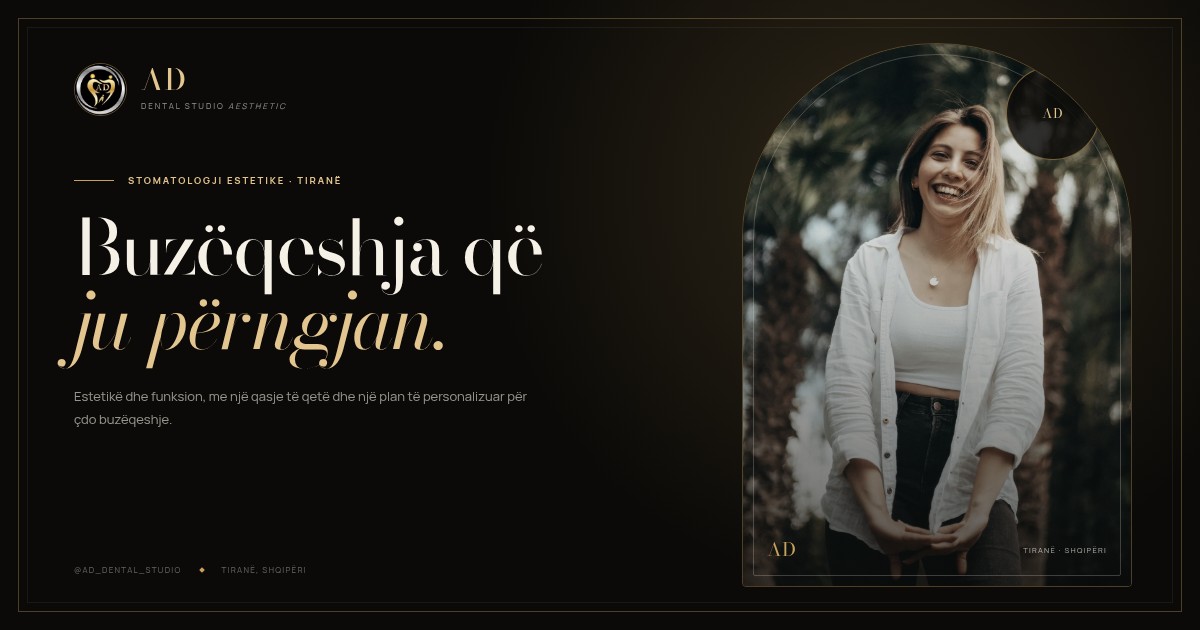 AD
AD
DENTAL STUDIO AESTHETIC
STOMATOLOGJI ESTETIKE · TIRANË
Buzëqeshja që
ju përngjan.
Estetikë dhe funksion, me një qasje të qetë dhe një plan të personalizuar për
çdo buzëqeshje.
@AD_DENTAL_STUDIO ◆ TIRANË, SHQIPËRI
AD
AD
TIRANË · SHQIPËRI